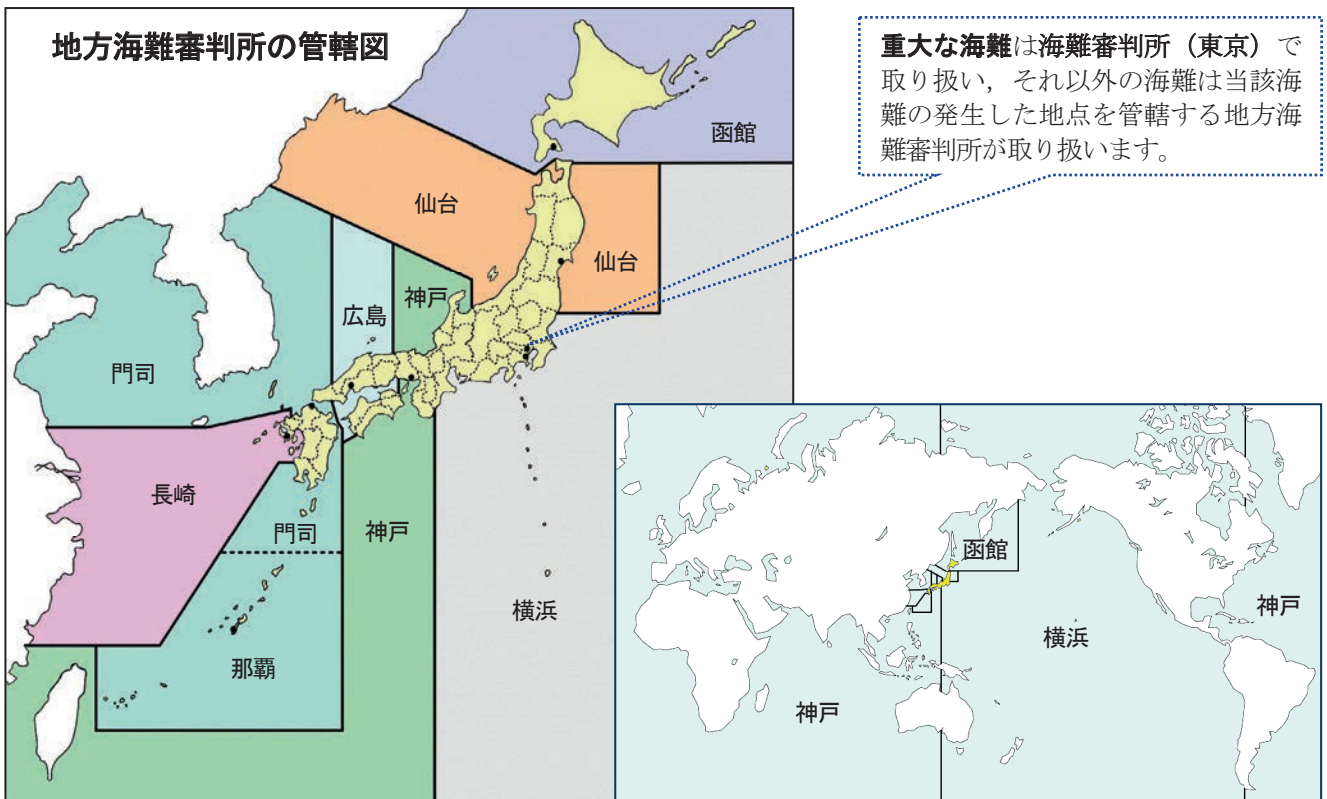 地方海難審判所の管轄図
重大な海難は海難審判所（東京）で
取り扱い，それ以外の海難は当該海
難の発生した地点を管轄する地方海
難審判所が取り扱います。
函館
仙台
仙台
神戸
広島
門司
長崎
門司
神戸
横浜
那覇
函館
神戸
横浜
神戸